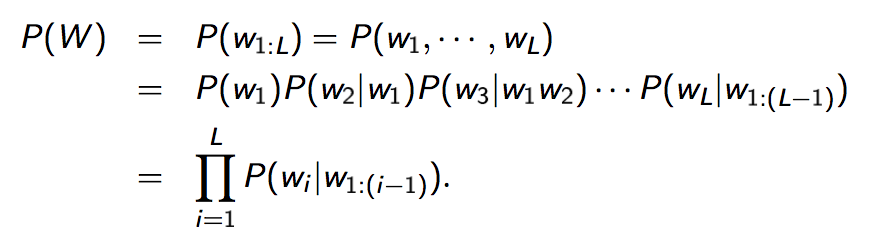 P(W) = P(w_{1:L}) = P(w_1, ⋯ , w_L)
= P(w_1)P(w_2|w_1)P(w_3|w_1w_2) ⋯ P(w_L|w_{1:(L−1)})
= ∏_{i=1}^{L} P(w_i|w_{1:(i−1)}).